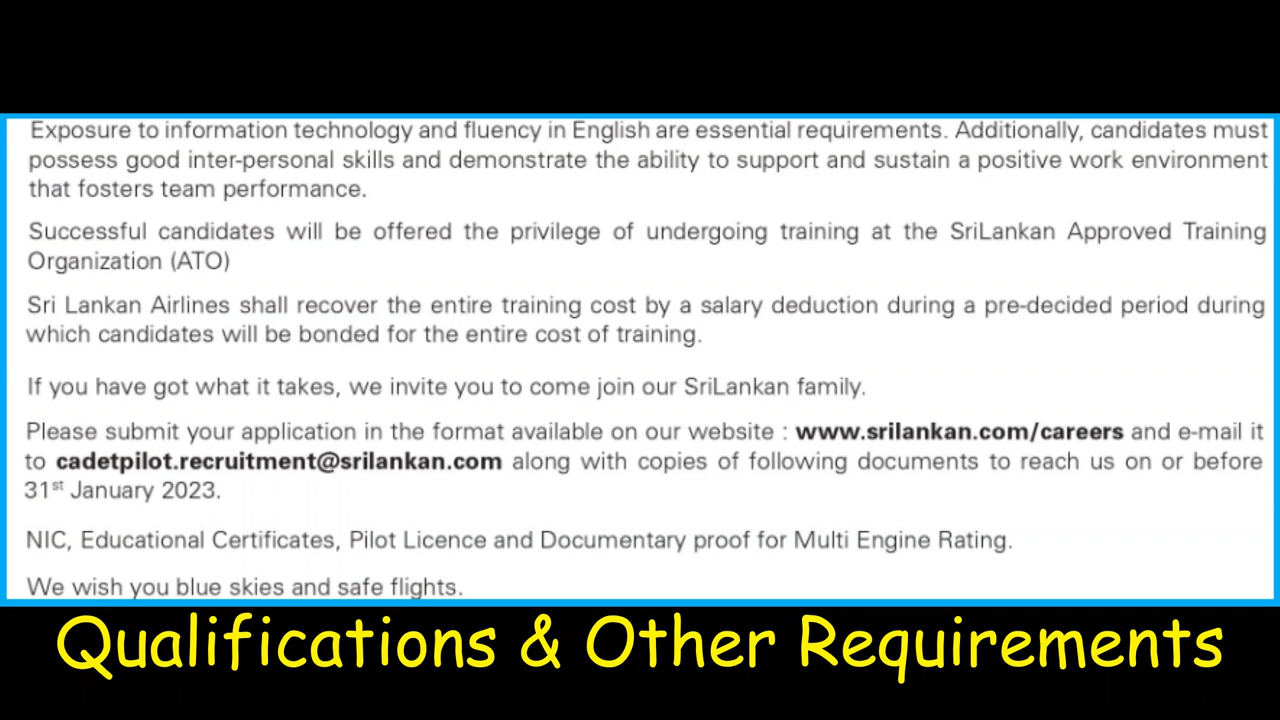 Exposure to information technology and fluency in English are essential requirements. Additionally, candidates must
possess good inter-personal skills and demonstrate the ability to support and sustain a positive work environment
that fosters team performance.
Successful candidates will be offered the privilege of undergoing training at the SriLankan Approved Training
Organization (ATO)
Sri Lankan Airlines shall recover the entire training cost by a salary deduction during a pre-decided period during
which candidates will be bonded for the entire cost of training.
If you have got what it takes, we invite you to come join our SriLankan family.
Please submit your application in the format available on our website : www.srilankan.com/careers and e-mail it
to cadetpilot.recruitment@srilankan.com along with copies of following documents to reach us on or before
31st January 2023.
NIC, Educational Certificates, Pilot Licence and Documentary proof for Multi Engine Rating.
We wish you blue skies and safe flights.
Qualifications & Other Requirements